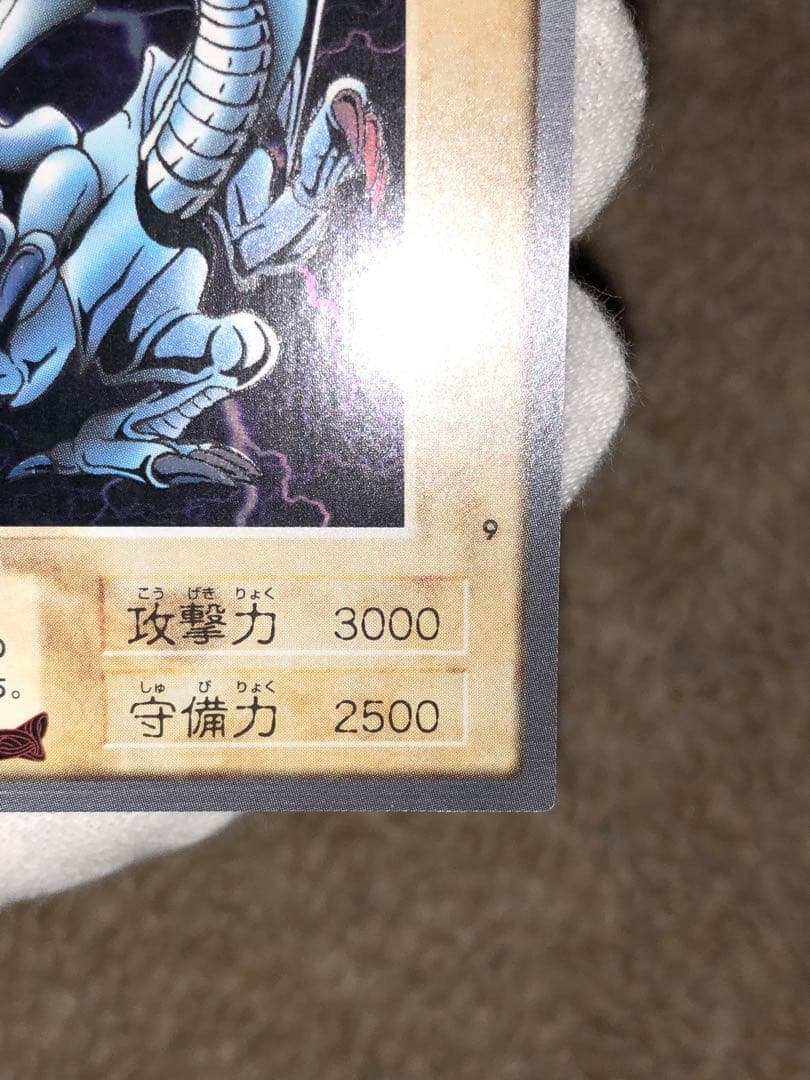 9
こう げき りょく
攻撃力 3000
る。
しゅ び りょく
守備力 2500